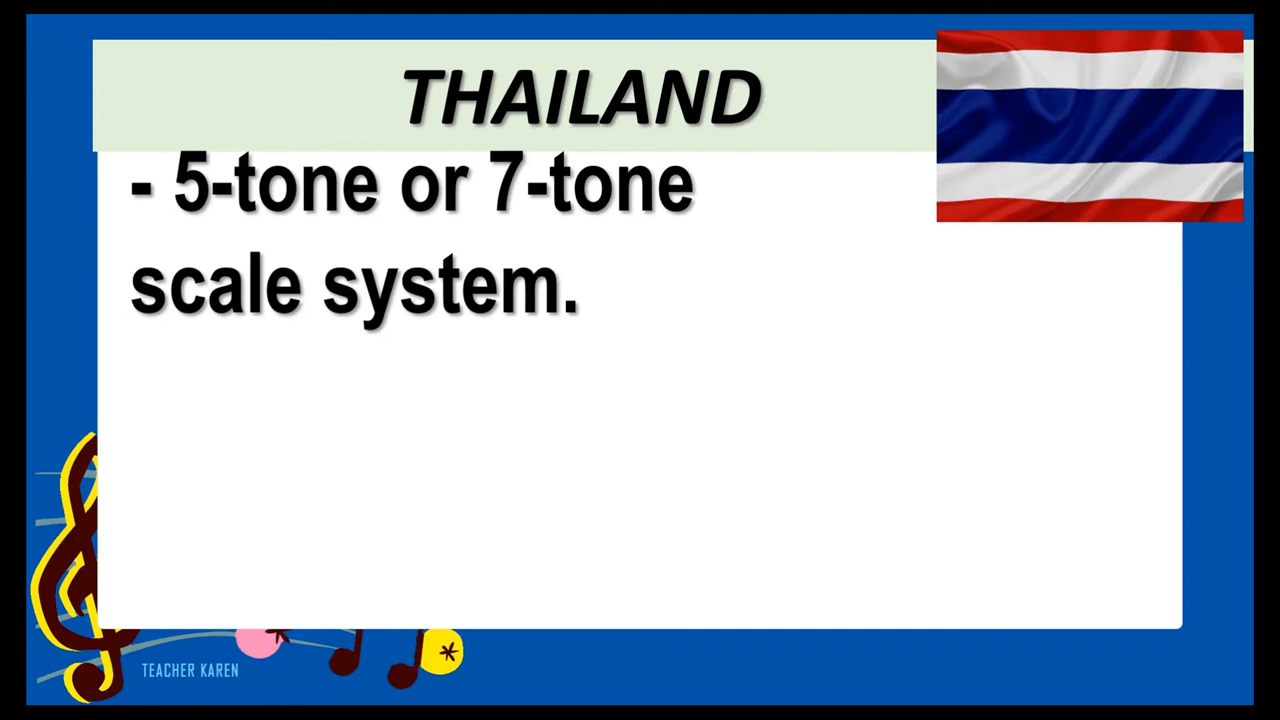 THAILAND
- 5-tone or 7-tone
scale system.
TEACHER KAREN